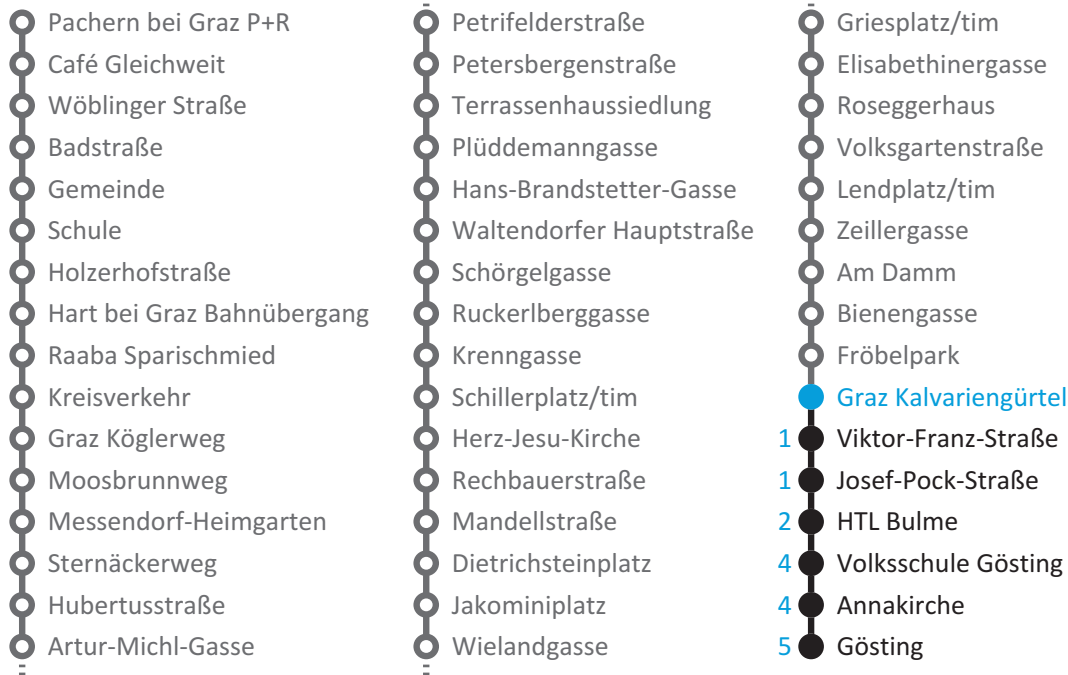 Pachern bei Graz P+R
Café Gleichweit
Wöblinger Straße
Badstraße
Gemeinde
Schule
Holzerhofstraße
Hart bei Graz Bahnübergang
Raaba Sparischmied
Kreisverkehr
Graz Köglerweg
Moosbrunnweg
Messendorf-Heimgarten
Sternäckerweg
Hubertusstraße
Artur-Michl-Gasse
Petrifelderstraße
Petersbergenstraße
Terrassenhaussiedlung
Plüddemanngasse
Hans-Brandstetter-Gasse
Waltendorfer Hauptstraße
Schörgelgasse
Ruckerlberggasse
Krenngasse
Schillerplatz/tim
Herz-Jesu-Kirche
Rechbauerstraße
Mandellstraße
Dietrichsteinplatz
Jakominiplatz
Wielandgasse
Griesplatz/tim
Elisabethinergasse
Roseggerhaus
Volksgartenstraße
Lendplatz/tim
Zeillergasse
Am Damm
Bienengasse
Fröbelpark
Graz Kalvariengürtel
1 Viktor-Franz-Straße
1 Josef-Pock-Straße
2 HTL Bulme
4 Volksschule Gösting
4 Annakirche
5 Gösting